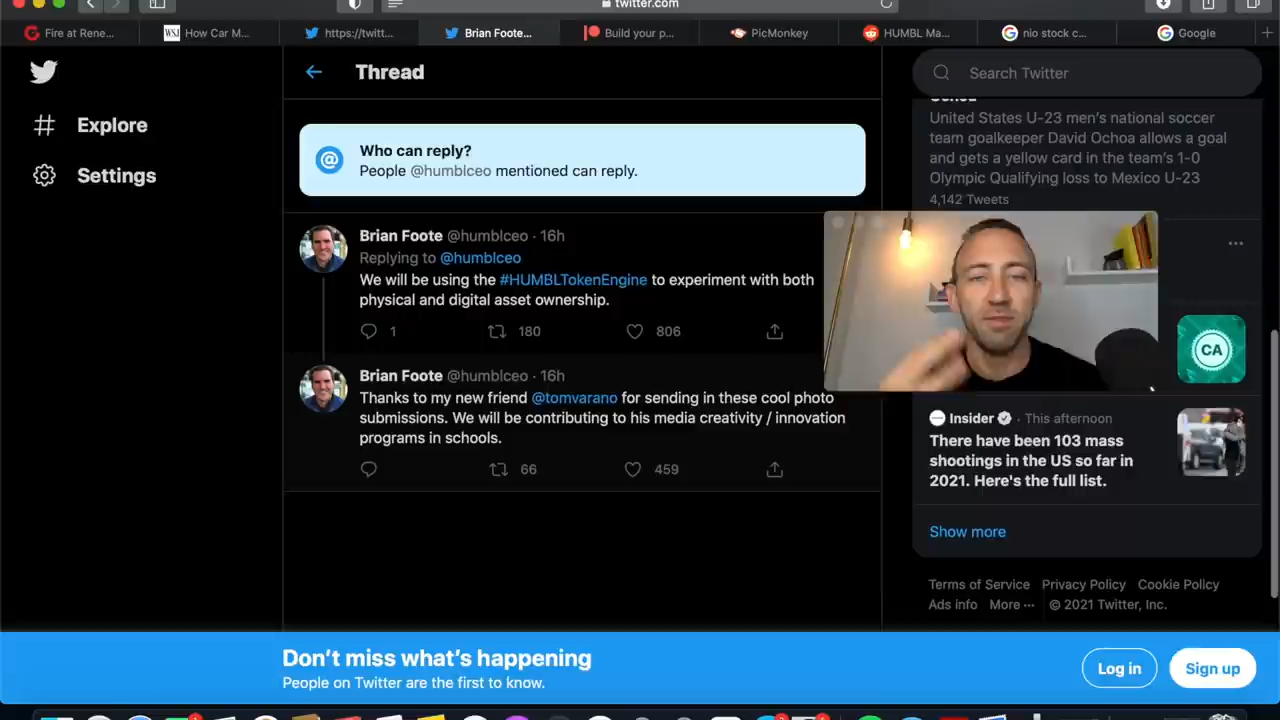 twitter.com
Fire at Rene...
WSJ
How Car M...
https://twitt...
Brian Foote...
Build your p...
PicMonkey
HUMBL Ma...
nio stock c...
Google
Thread
Search Twitter
Explore
Settings
Who can reply?
People @humblceo mentioned can reply.
United States U-23 men's national soccer
team goalkeeper David Ochoa allows a goal
and gets a yellow card in the team's 1-0
Olympic Qualifying loss to Mexico U-23
4,142 Tweets
Brian Foote @humblceo · 16h
Replying to @humblceo
We will be using the #HUMBLTokenEngine to experiment with both
physical and digital asset ownership.
1 180 806
Brian Foote @humblceo · 16h
Thanks to my new friend @tomvarano for sending in these cool photo
submissions. We will be contributing to his media creativity / innovation
programs in schools.
66 459
CA
Insider · This afternoon
There have been 103 mass
shootings in the US so far in
2021. Here's the full list.
Show more
Terms of Service Privacy Policy Cookie Policy
Ads info More ··· © 2021 Twitter, Inc.
Don't miss what's happening
People on Twitter are the first to know.
Log in
Sign up